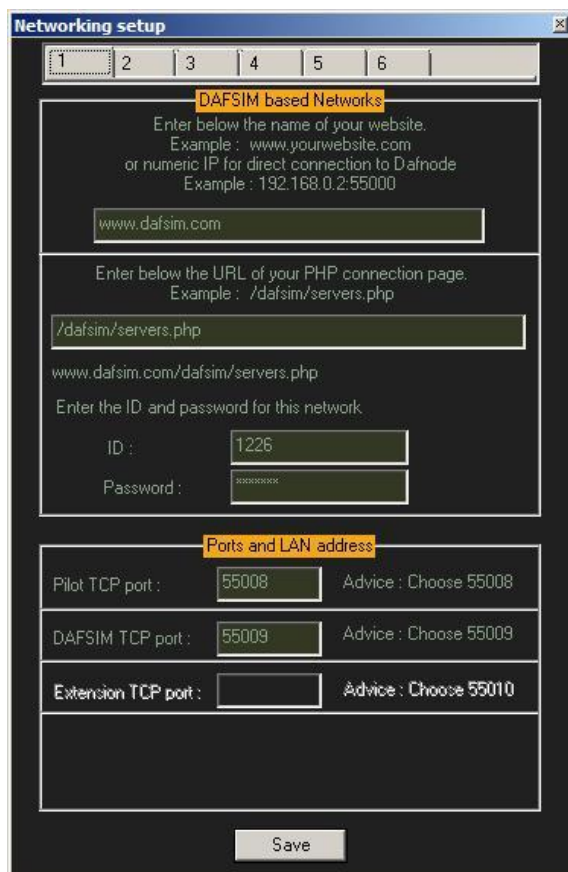 Networking setup
1 2 3 4 5 6
DAFSIM based Networks
Enter below the name of your website.
Example : www.yourwebsite.com
or numeric IP for direct connection to Dafnode
Example : 192.168.0.2:55000
www.dafsim.com
Enter below the URL of your PHP connection page.
Example : /dafsim/servers.php
/dafsim/servers.php
www.dafsim.com/dafsim/servers.php
Enter the ID and password for this network
ID : 1226
Password : *******
Ports and LAN address
Pilot TCP port : 55008 Advice : Choose 55008
DAFSIM TCP port : 55009 Advice : Choose 55009
Extension TCP port : Advice : Choose 55010
Save